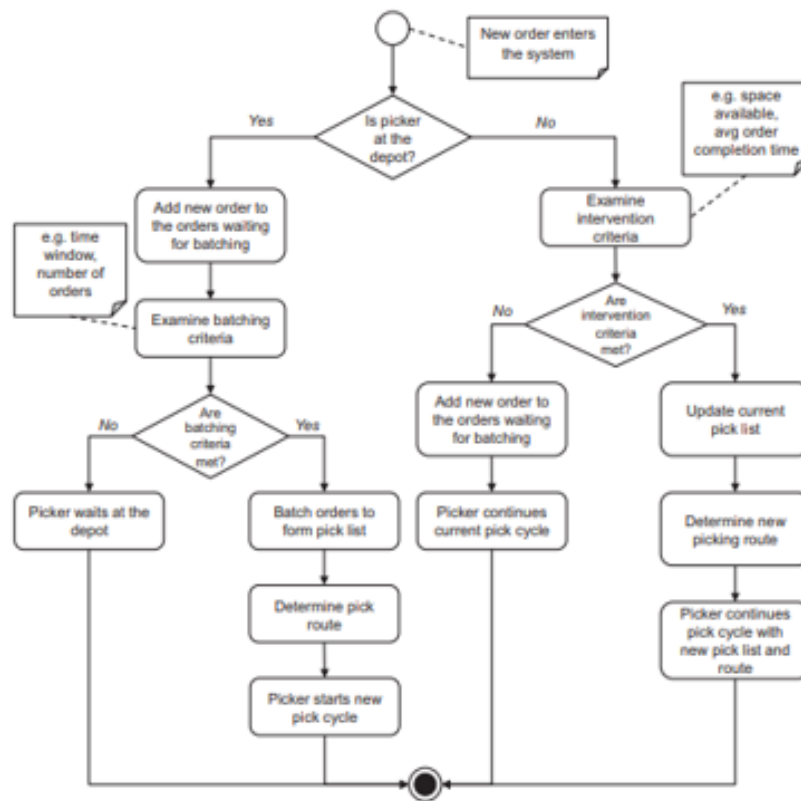 New order enters
the system
e.g. space
available,
avg order
completion time
Is picker
at the
depot?
Yes
No
Add new order to
the orders waiting
for batching
Examine
intervention
criteria
e.g. time
window,
number of
orders
Examine batching
criteria
Are
intervention
criteria
met?
No
Yes
Are
batching
criteria
met?
No
Yes
Add new order to
the orders waiting
for batching
Update current
pick list
Picker waits at the
depot
Batch orders to
form pick list
Picker continues
current pick cycle
Determine new
picking route
Determine pick
route
Picker continues
pick cycle with
new pick list and
route
Picker starts new
pick cycle